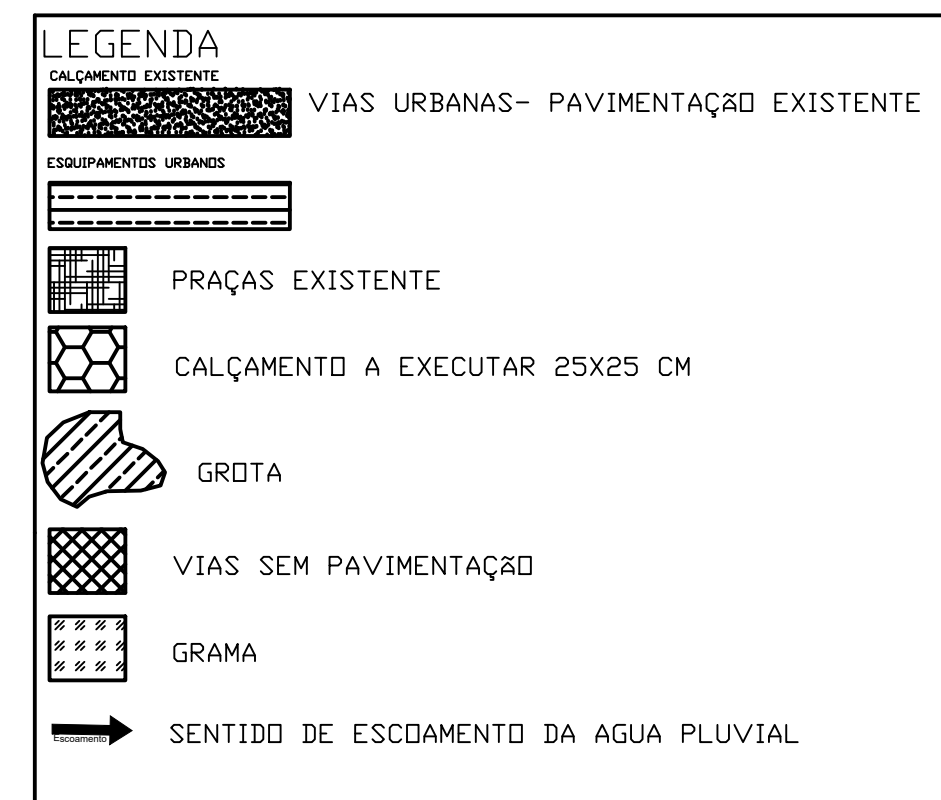 LEGENDA
CALÇAMENTO EXISTENTE
VIAS URBANAS- PAVIMENTAÇãO EXISTENTE
ESQUIPAMENTOS URBANOS
PRAÇAS EXISTENTE
CALÇAMENTO A EXECUTAR 25X25 CM
GROTA
VIAS SEM PAVIMENTAÇãO
GRAMA
Escoamento
SENTIDO DE ESCOAMENTO DA AGUA PLUVIAL